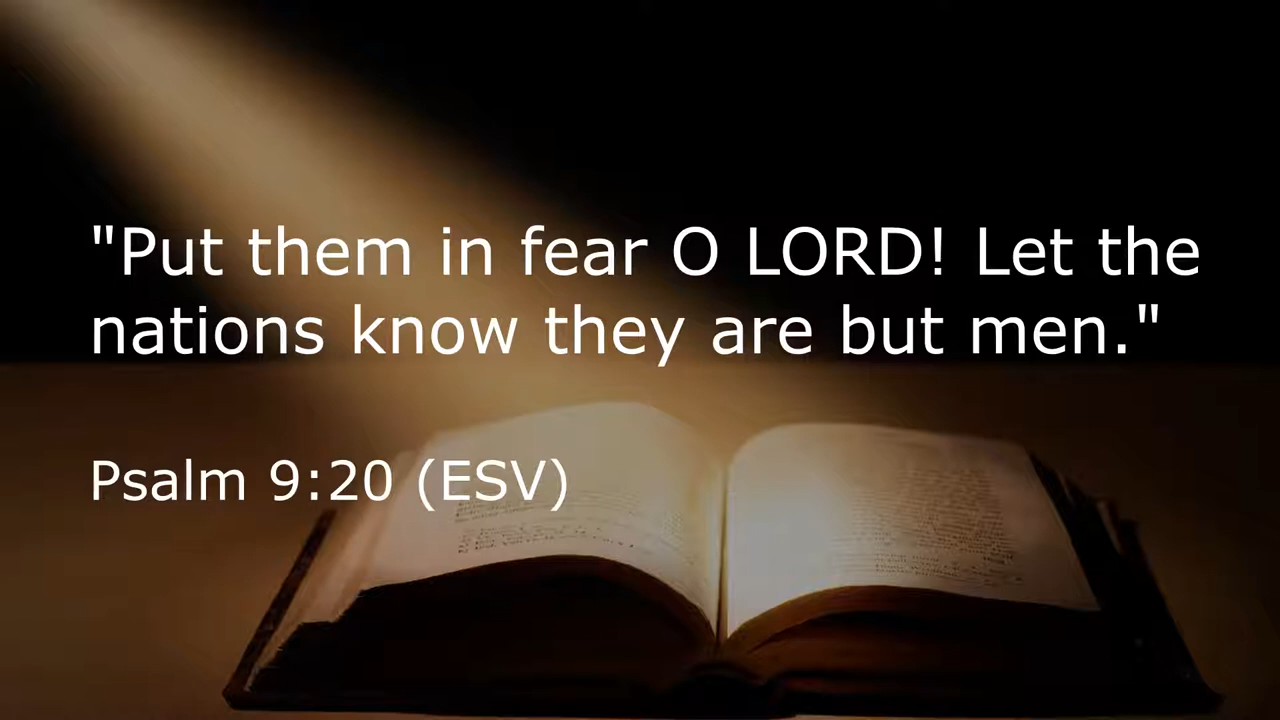 "Put them in fear O LORD! Let the
nations know they are but men."
Psalm 9:20 (ESV)